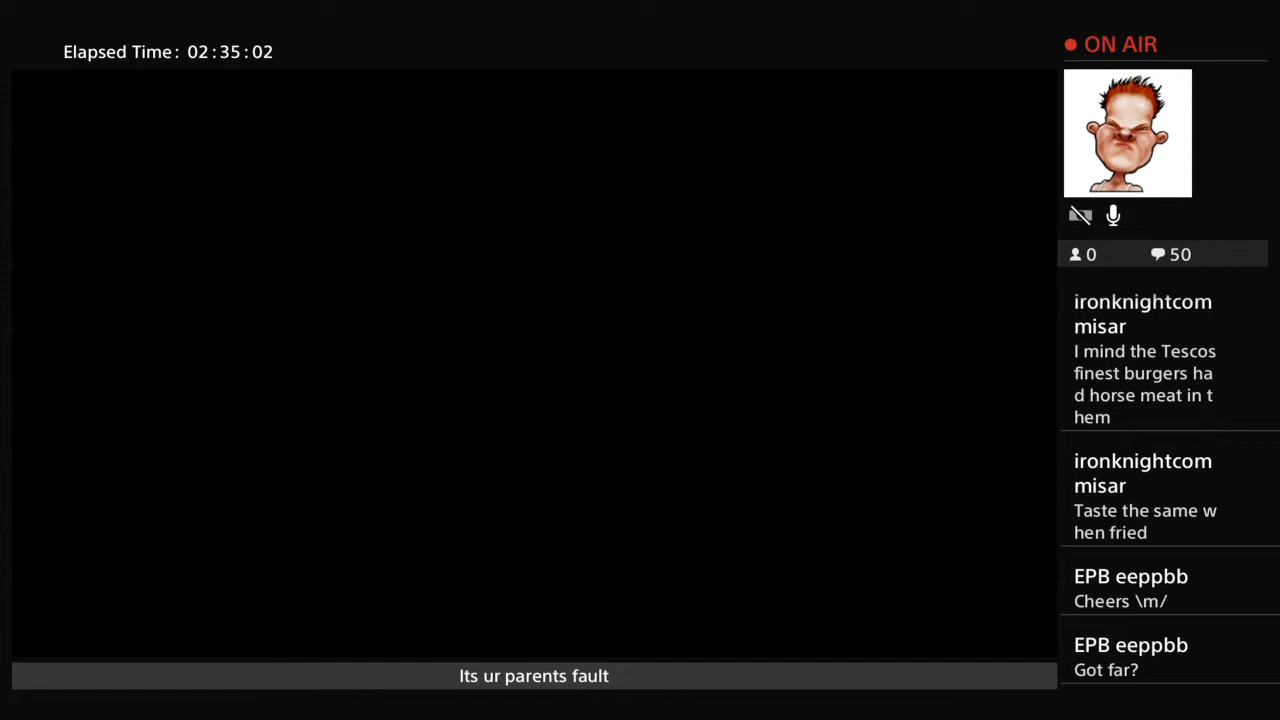 Elapsed Time: 02:35:02
ON AIR
0 50
ironknightcom
misar
I mind the Tescos
finest burgers ha
d horse meat in t
hem
ironknightcom
misar
Taste the same w
hen fried
EPB eeppbb
Cheers \m/
EPB eeppbb
Got far?
Its ur parents fault